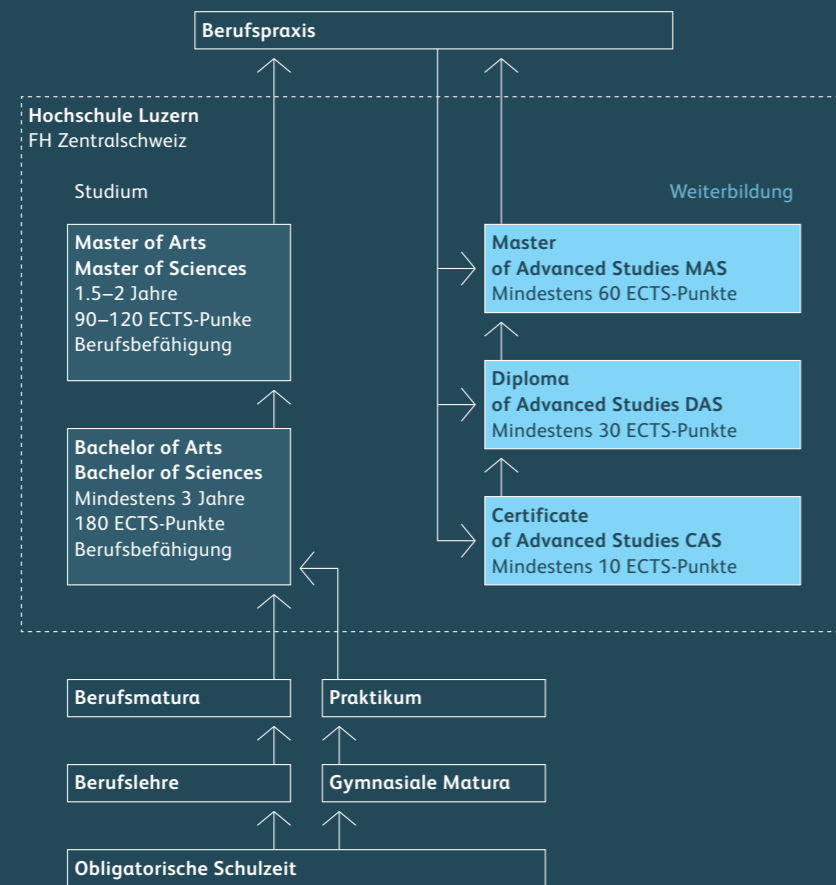 Berufspraxis
Hochschule Luzern
FH Zentralschweiz
Studium
Weiterbildung
Master of Arts
Master of Sciences
1.5–2 Jahre
90–120 ECTS-Punke
Berufsbefähigung
Master
of Advanced Studies MAS
Mindestens 60 ECTS-Punkte
Diploma
of Advanced Studies DAS
Mindestens 30 ECTS-Punkte
Bachelor of Arts
Bachelor of Sciences
Mindestens 3 Jahre
180 ECTS-Punkte
Berufsbefähigung
Certificate
of Advanced Studies CAS
Mindestens 10 ECTS-Punkte
Berufsmatura
Praktikum
Berufslehre
Gymnasiale Matura
Obligatorische Schulzeit